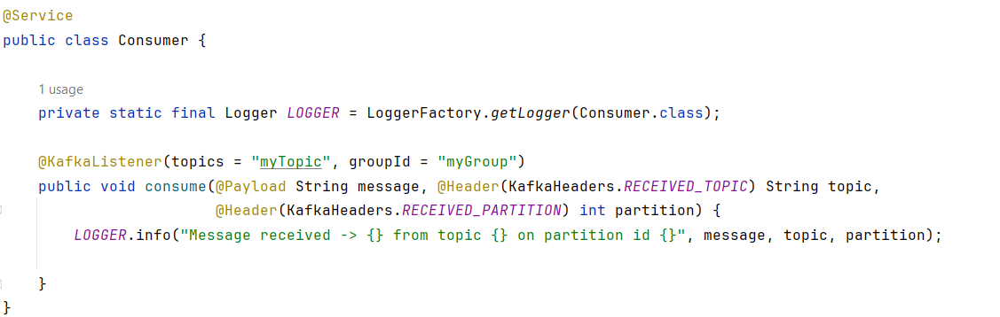 @Service
public class Consumer {
1 usage
private static final Logger LOGGER = LoggerFactory.getLogger(Consumer.class);
@KafkaListener(topics = "myTopic", groupId = "myGroup")
public void consume(@Payload String message, @Header(KafkaHeaders.RECEIVED_TOPIC) String topic,
@Header(KafkaHeaders.RECEIVED_PARTITION) int partition) {
LOGGER.info("Message received -> {} from topic {} on partition id {}", message, topic, partition);
}
}